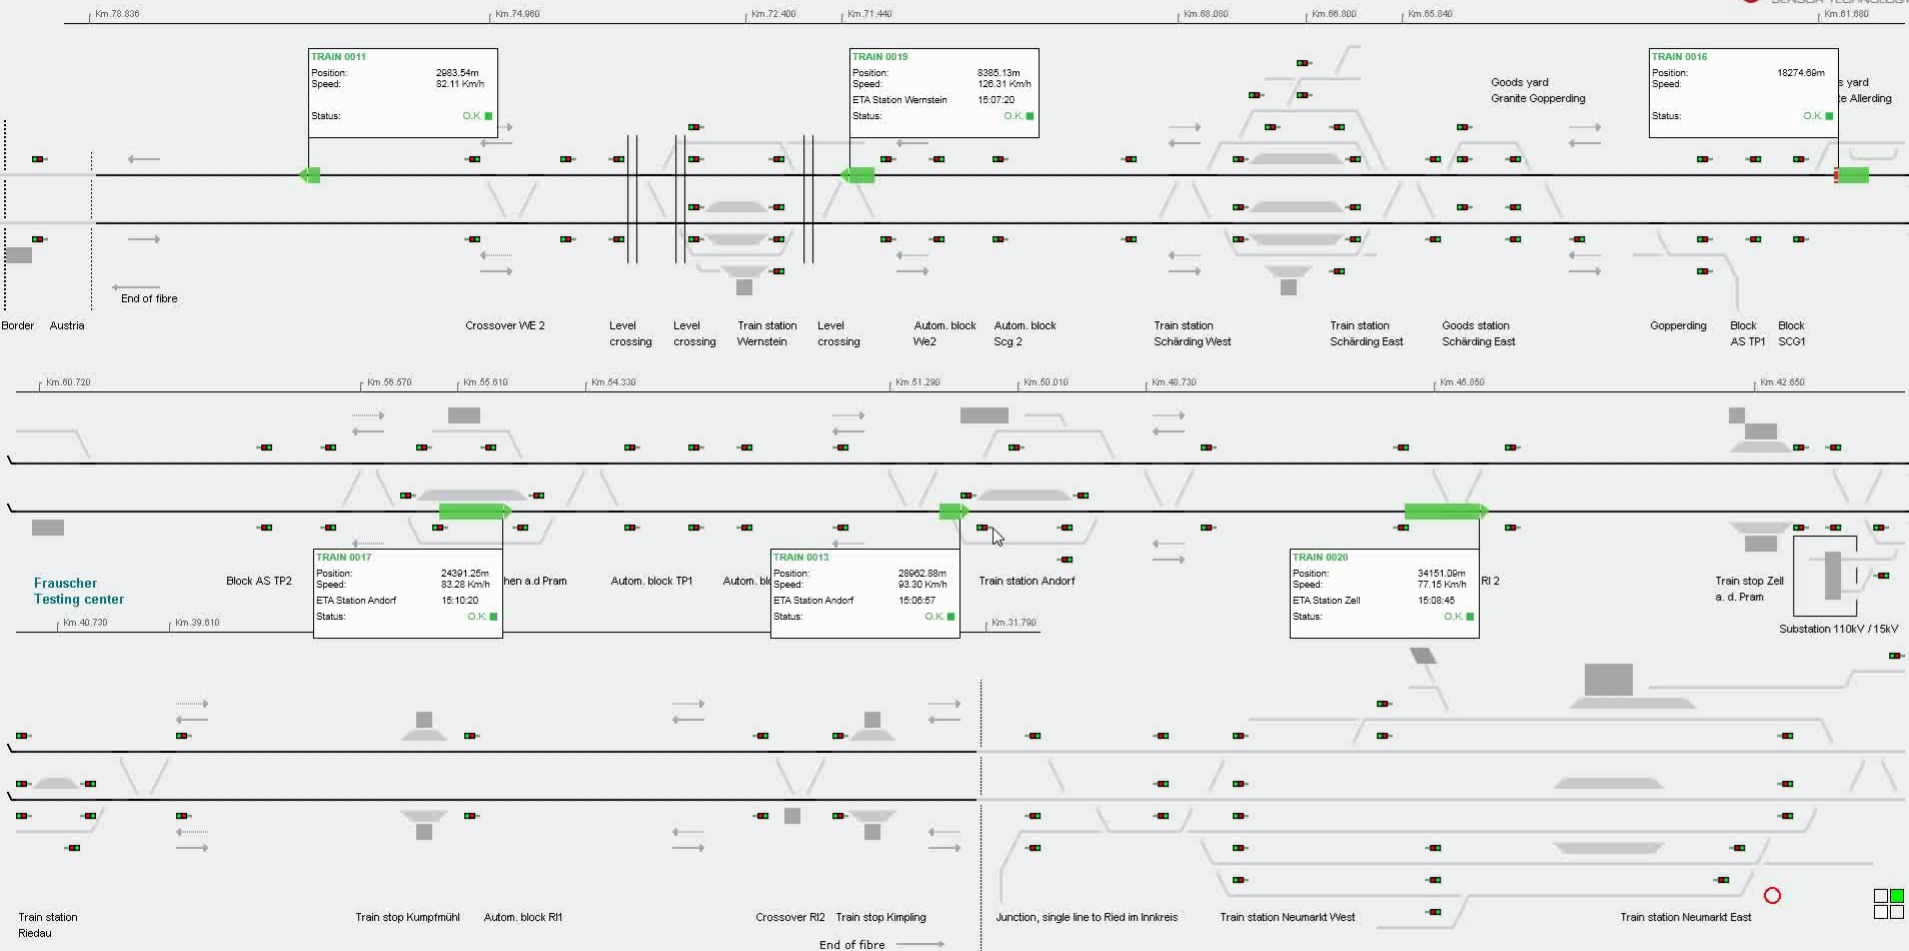 SENSOR TECHNOLOGY
Km.78.836
Km.74.960
Km.72.400
Km.71.440
Km.68.080
Km.66.800
Km.65.840
Km.61.680
TRAIN 0011
Position: 2983.54m
Speed: 82.11 Km/h
Status: O.K.
TRAIN 0019
Position: 8385.13m
Speed: 126.31 Km/h
ETA Station Wernstein 15:07:20
Status: O.K.
Goods yard
Granite Gopperding
TRAIN 0016
Position: 18274.69m
Status: O.K.
s yard
te Allerding
End of fibre
Border
Austria
Crossover WE 2
Level
crossing
Level
crossing
Train station
Wernstein
Level
crossing
Autom. block
We2
Autom. block
Scg 2
Train station
Schärding West
Train station
Schärding East
Goods station
Schärding East
Gopperding
Block
AS TP1
Block
SCG1
Km.60.720
Km.56.570
Km.55.610
Km.54.330
Km.51.290
Km.50.010
Km.48.730
Km.45.850
Km.42.650
Frauscher
Testing center
Block AS TP2
TRAIN 0017
Position: 24391.25m
Speed: 83.28 Km/h
ETA Station Andorf 15:10:20
Status: O.K.
hen a.d Pram
Autom. block TP1
Autom. blo
TRAIN 0013
Position: 28962.88m
Speed: 93.30 Km/h
ETA Station Andorf 15:06:57
Status: O.K.
Train station Andorf
TRAIN 0020
Position: 34151.09m
Speed: 77.15 Km/h
ETA Station Zell 15:08:45
Status: O.K.
RI 2
Train stop Zell
a. d. Pram
Substation 110kV / 15kV
Km.40.730
Km.39.610
Km.31.790
Train station
Riedau
Train stop Kumpfmühl
Autom. block RI1
Crossover RI2
Train stop Kimpling
End of fibre
Junction, single line to Ried im Innkreis
Train station Neumarkt West
Train station Neumarkt East